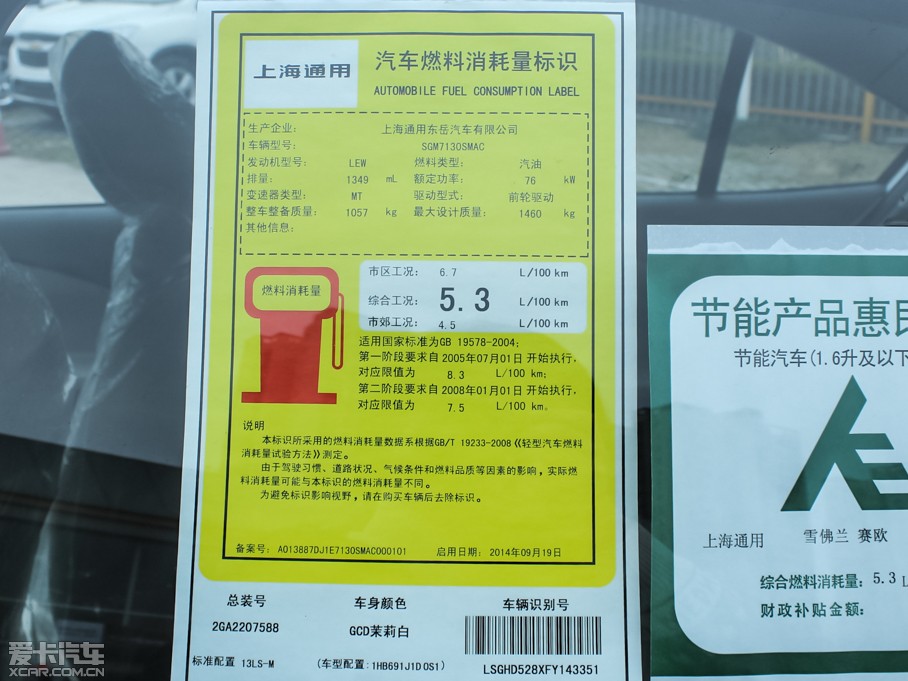 上海通用
汽车燃料消耗量标识
AUTOMOBILE FUEL CONSUMPTION LABEL
生产企业： 上海通用东岳汽车有限公司
车辆型号： SGM7130SMAC
发动机型号： LEW 燃料类型： 汽油
排量： 1349 mL 额定功率： 76 kW
变速器类型： MT 驱动型式： 前轮驱动
整车整备质量： 1057 kg 最大设计质量： 1460 kg
其他信息：
燃料消耗量
市区工况： 6.7 L/100 km
综合工况： 5.3 L/100 km
市郊工况： 4.5 L/100 km
适用国家标准为GB 19578-2004；
第一阶段要求自2005年07月01日 开始执行，
对应限值为 8.3 L/100 km；
第二阶段要求自2008年01月01日 开始执行，
对应限值为 7.5 L/100 km。
说明
本标识所采用的燃料消耗量数据系根据GB/T 19233-2008《轻型汽车燃料
消耗量试验方法》测定。
由于驾驶习惯、道路状况、气候条件和燃料品质等因素的影响，实际燃
料消耗量可能与本标识的燃料消耗量不同。
为避免标识影响视野，请在购买车辆后去除标识。
备案号： A013887DJ1E7130SMAC000101 启用日期： 2014年09月19日
总装号 车身颜色 车辆识别号
2GA2207588 GCD茉莉白
标准配置 13LS-M (车型配置：1HB691J1D0S1) LSGHD528XFY143351
节能产品惠民
节能汽车(1.6升及以下
上海通用 雪佛兰 赛欧
综合燃料消耗量：5.3 L
财政补贴金额：
爱卡汽车
XCAR.COM.CN